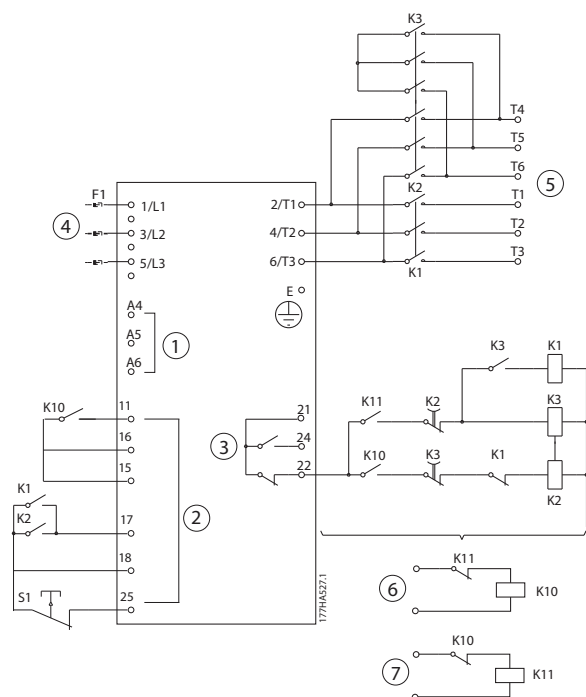 K3
T4
T5
T6
5
K2
F1
1/L1
2/T1
T1
4
3/L2
4/T2
T2
5/L3
6/T3
T3
K1
E
A4
1
A5
A6
K3
K1
K10
11
21
K11
K2
K3
16
3
24
K10
K3
K1
15
22
K2
K1
2
K2
17
18
K11
6
K10
S1
25
177HA527.1
K10
7
K11